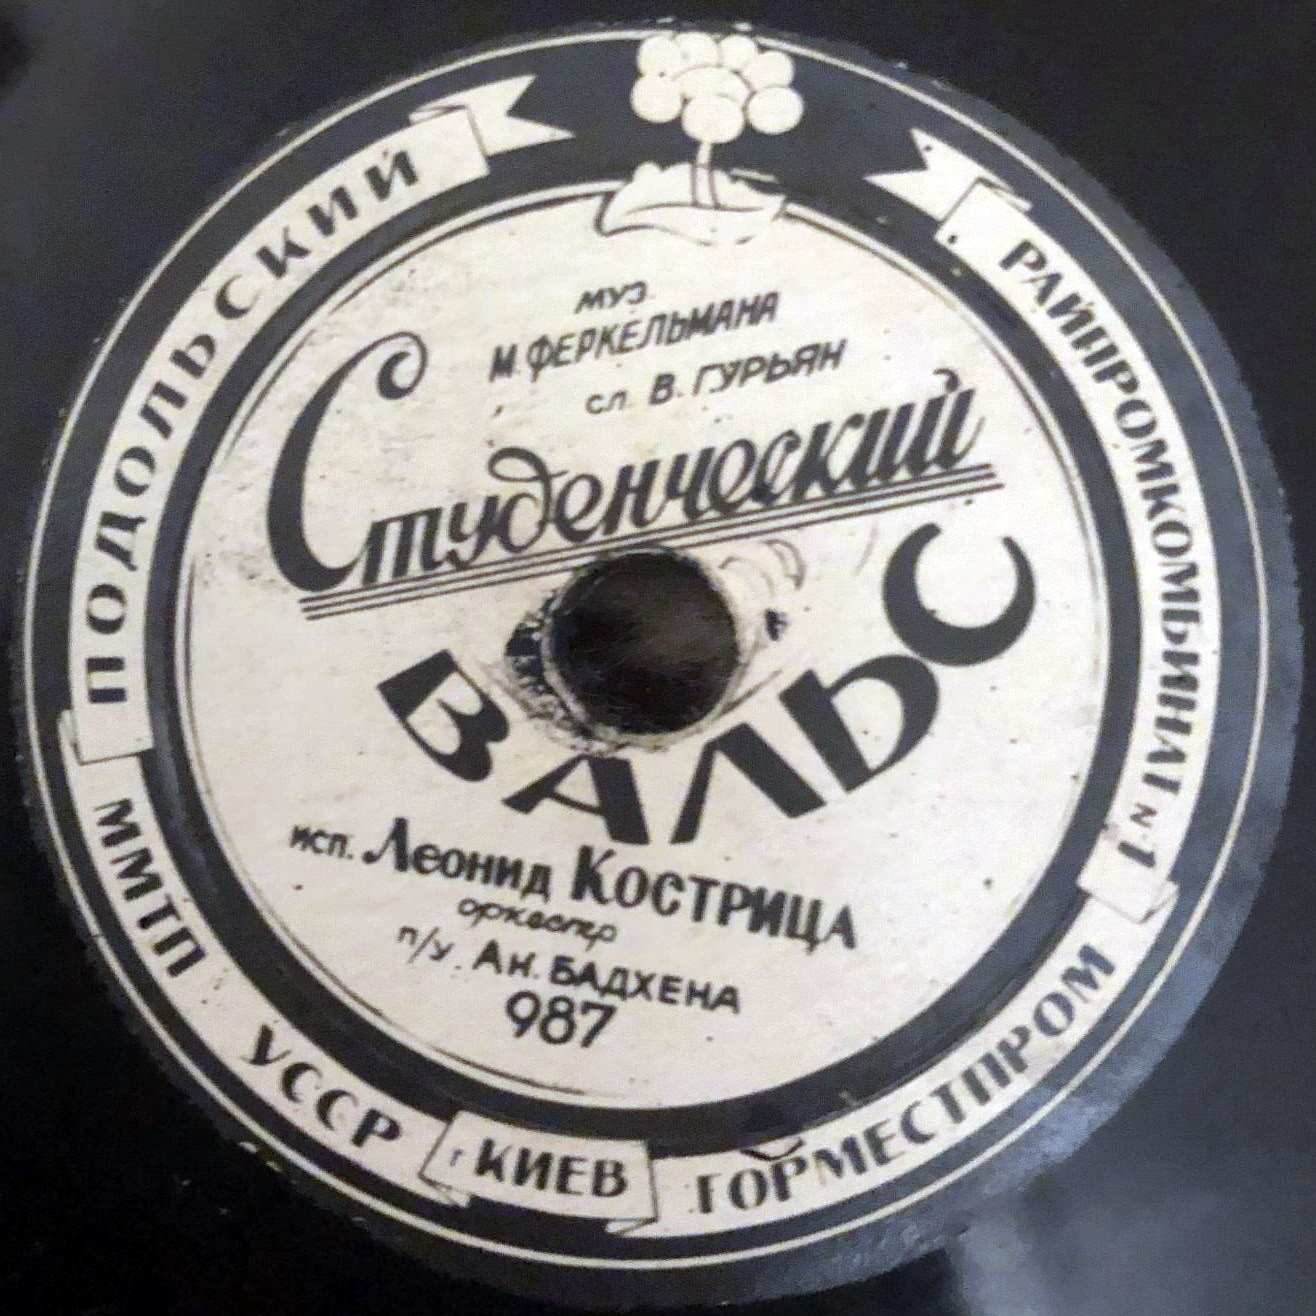 ПОДОЛЬСКИЙ
РАЙПРОМКОМБИНАТ №1
муз.
М. ФЕРКЕЛЬМАНА
сл. В. ГУРЬЯН
Студенческий
ВАЛЬС
исп. Леонид КОСТРИЦА
оркестр
п/у. Ан. БАДХЕНА
987
ММТП УССР
г КИЕВ
ГОРМЕСТПРОМ